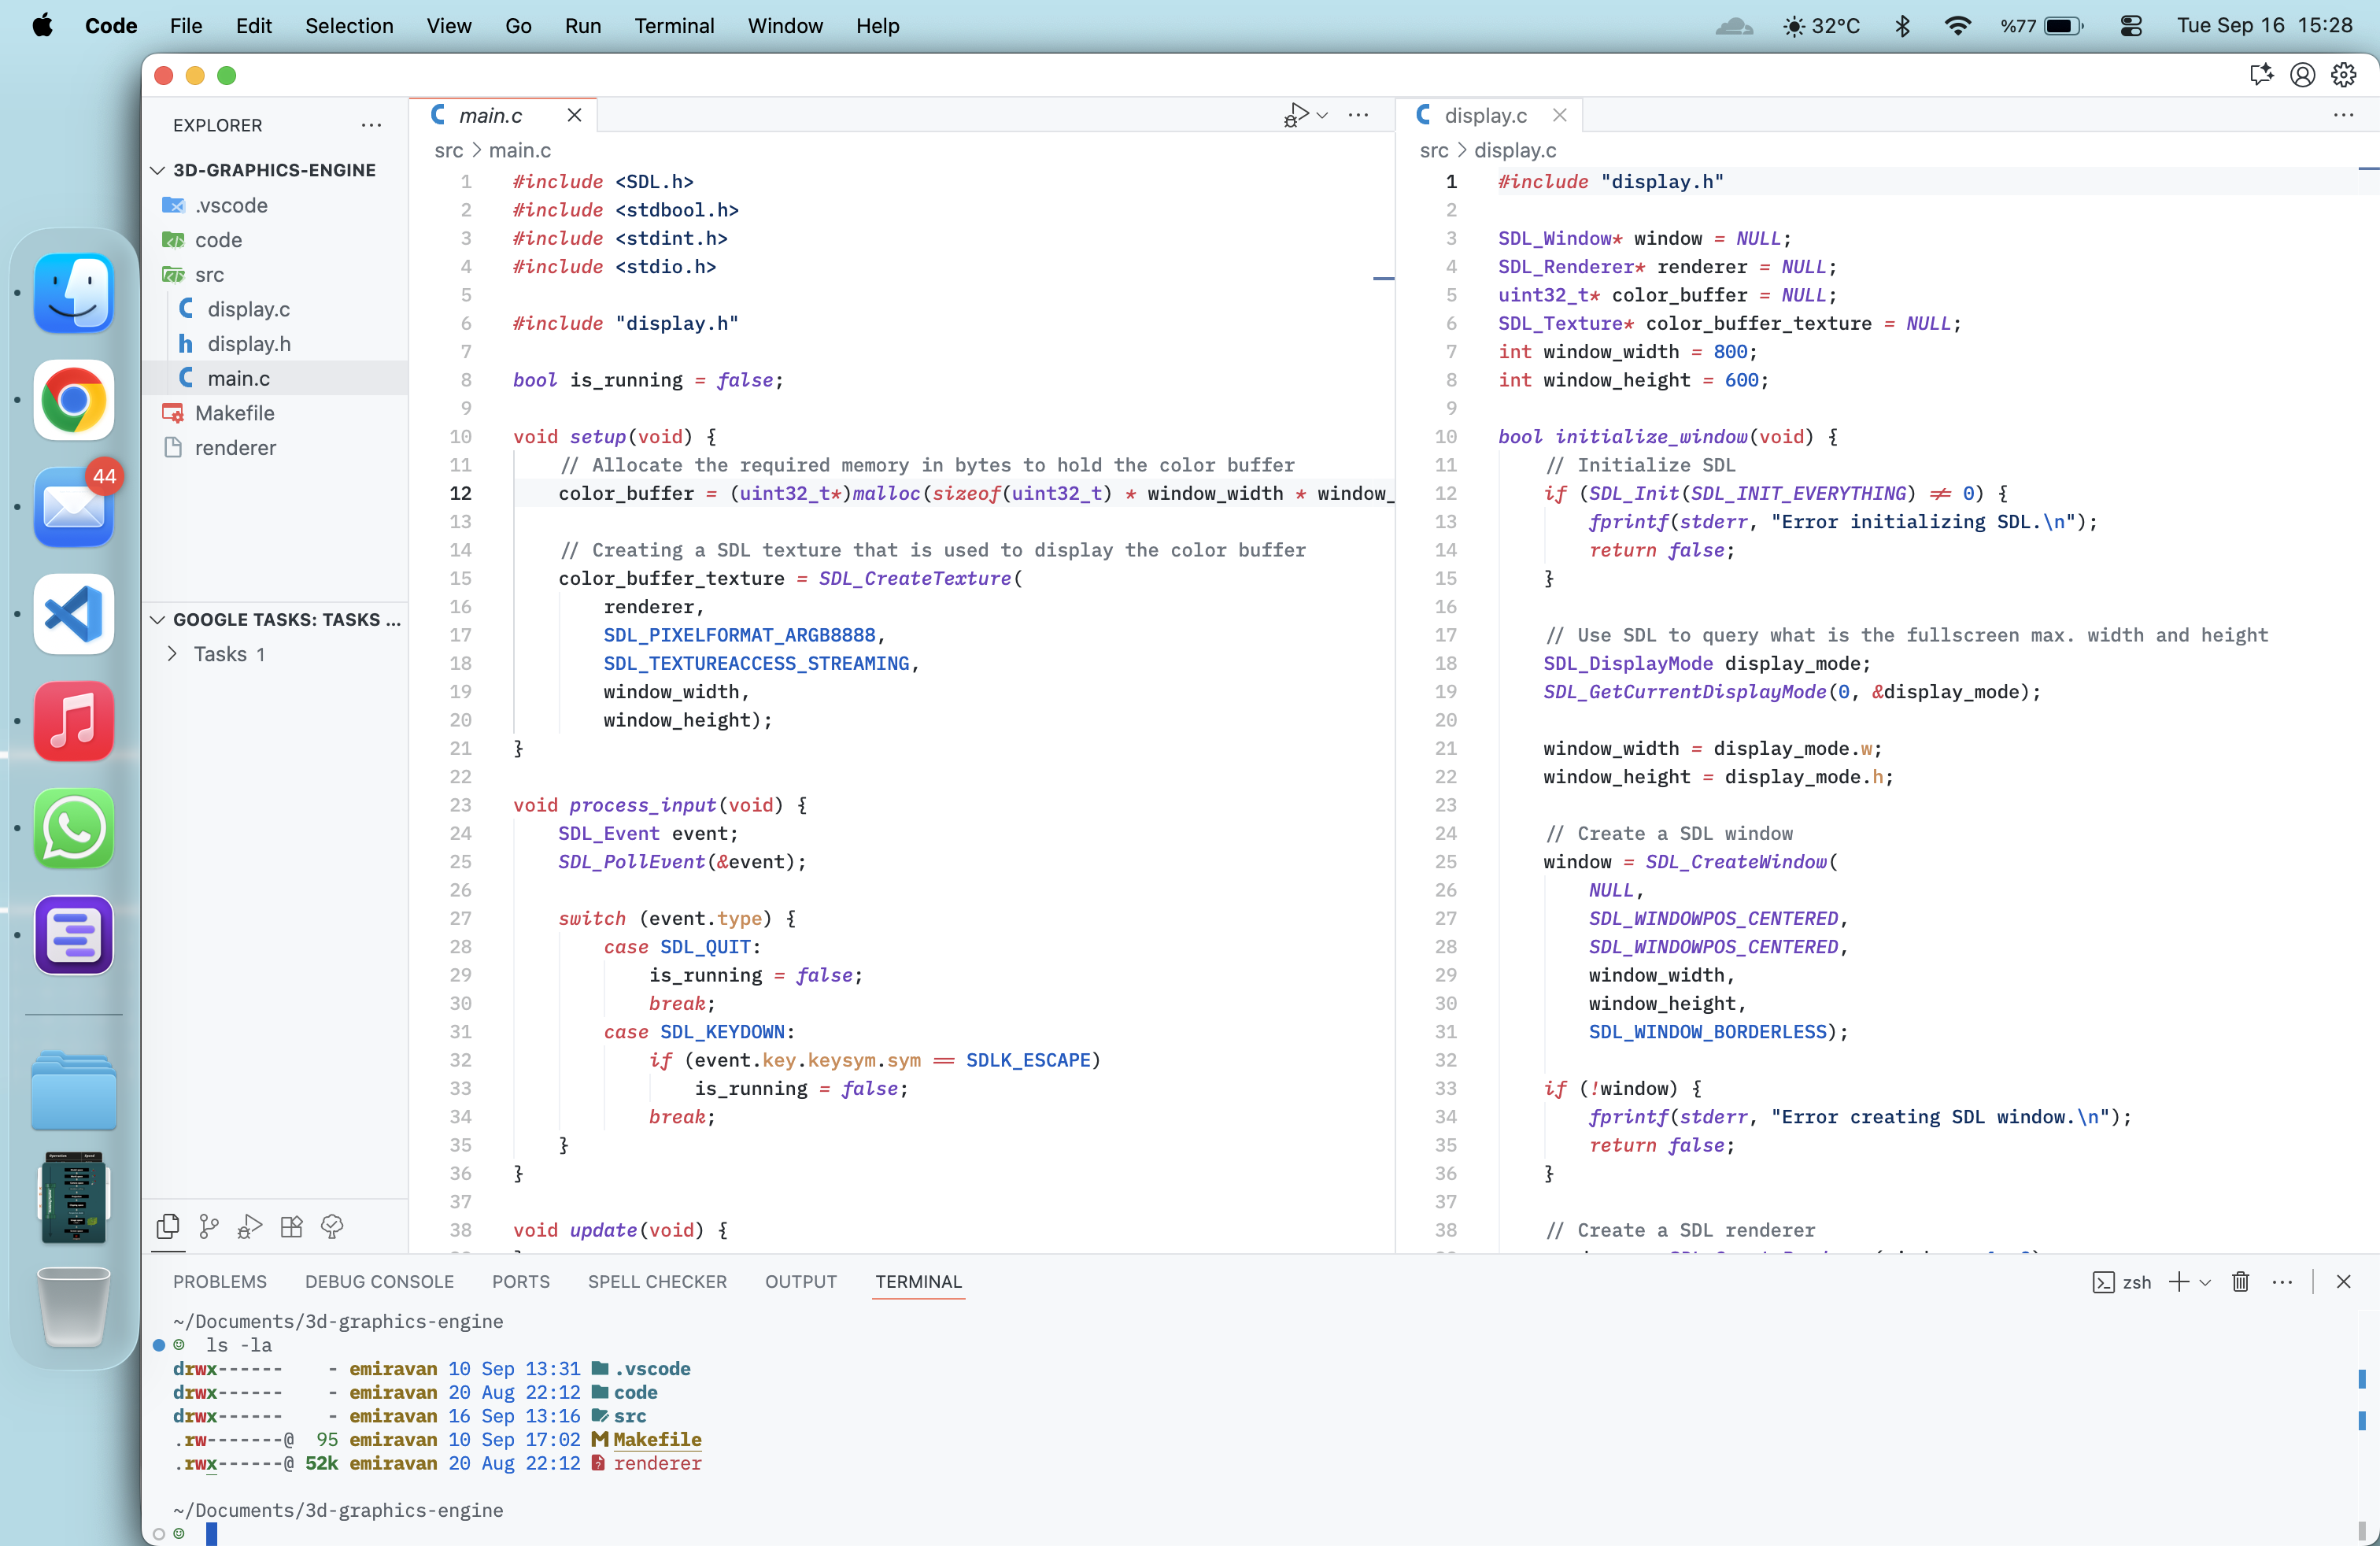 Code File Edit Selection View Go Run Terminal Window Help
32°C %77 Tue Sep 16 15:28
44
EXPLORER
3D-GRAPHICS-ENGINE
.vscode
code
src
display.c
display.h
main.c
Makefile
renderer
GOOGLE TASKS: TASKS ...
Tasks 1
main.c
src > main.c
1 #include <SDL.h>
2 #include <stdbool.h>
3 #include <stdint.h>
4 #include <stdio.h>
5
6 #include "display.h"
7
8 bool is_running = false;
9
10 void setup(void) {
11 // Allocate the required memory in bytes to hold the color buffer
12 color_buffer = (uint32_t*)malloc(sizeof(uint32_t) * window_width * window_
13
14 // Creating a SDL texture that is used to display the color buffer
15 color_buffer_texture = SDL_CreateTexture(
16 renderer,
17 SDL_PIXELFORMAT_ARGB8888,
18 SDL_TEXTUREACCESS_STREAMING,
19 window_width,
20 window_height);
21 }
22
23 void process_input(void) {
24 SDL_Event event;
25 SDL_PollEvent(&event);
26
27 switch (event.type) {
28 case SDL_QUIT:
29 is_running = false;
30 break;
31 case SDL_KEYDOWN:
32 if (event.key.keysym.sym == SDLK_ESCAPE)
33 is_running = false;
34 break;
35 }
36 }
37
38 void update(void) {
display.c
src > display.c
1 #include "display.h"
2
3 SDL_Window* window = NULL;
4 SDL_Renderer* renderer = NULL;
5 uint32_t* color_buffer = NULL;
6 SDL_Texture* color_buffer_texture = NULL;
7 int window_width = 800;
8 int window_height = 600;
9
10 bool initialize_window(void) {
11 // Initialize SDL
12 if (SDL_Init(SDL_INIT_EVERYTHING) != 0) {
13 fprintf(stderr, "Error initializing SDL.\n");
14 return false;
15 }
16
17 // Use SDL to query what is the fullscreen max. width and height
18 SDL_DisplayMode display_mode;
19 SDL_GetCurrentDisplayMode(0, &display_mode);
20
21 window_width = display_mode.w;
22 window_height = display_mode.h;
23
24 // Create a SDL window
25 window = SDL_CreateWindow(
26 NULL,
27 SDL_WINDOWPOS_CENTERED,
28 SDL_WINDOWPOS_CENTERED,
29 window_width,
30 window_height,
31 SDL_WINDOW_BORDERLESS);
32
33 if (!window) {
34 fprintf(stderr, "Error creating SDL window.\n");
35 return false;
36 }
37
38 // Create a SDL renderer
PROBLEMS DEBUG CONSOLE PORTS SPELL CHECKER OUTPUT TERMINAL
zsh
~/Documents/3d-graphics-engine
ls -la
drwx------ - emiravan 10 Sep 13:31 .vscode
drwx------ - emiravan 20 Aug 22:12 code
drwx------ - emiravan 16 Sep 13:16 src
.rw-------@ 95 emiravan 10 Sep 17:02 Makefile
.rwx------@ 52k emiravan 20 Aug 22:12 renderer
~/Documents/3d-graphics-engine